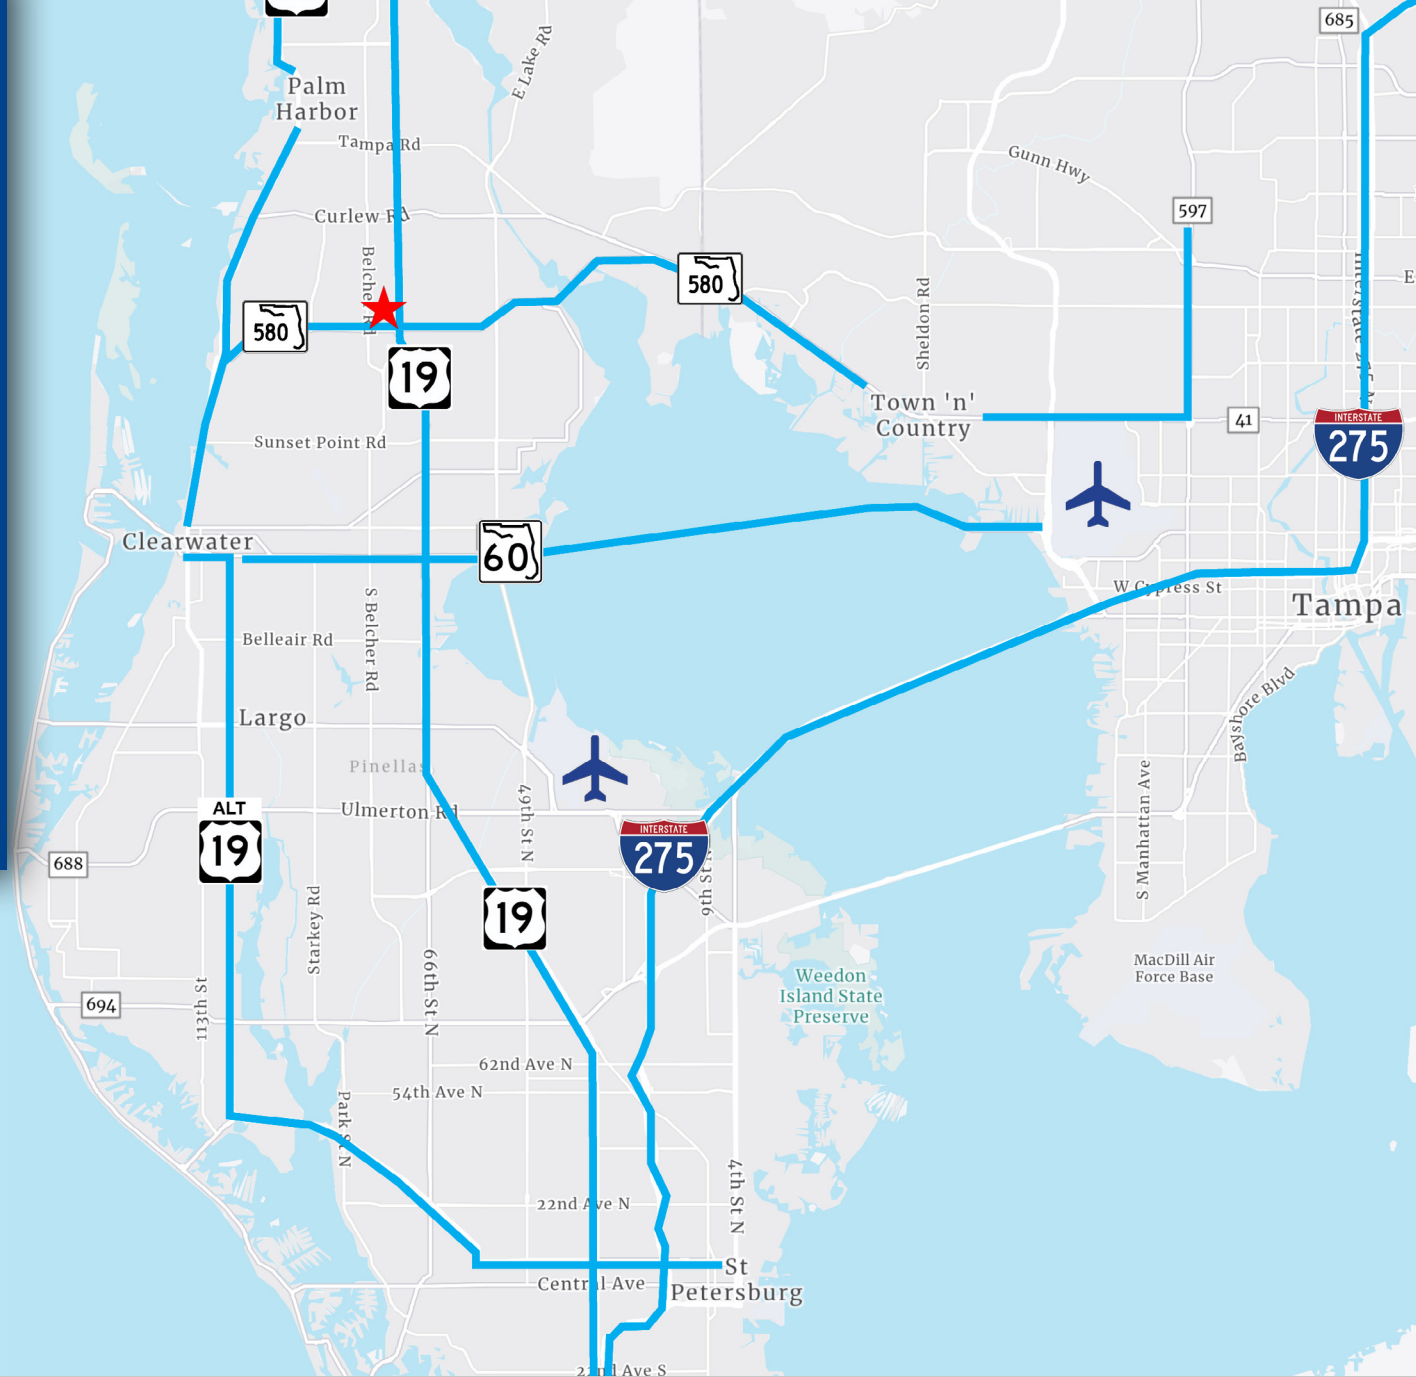 685
Palm
Harbor
E Lake Rd
Tampa Rd
Gunn Hwy
597
Curlew Rd
Belcher Rd
580
580
Sheldon Rd
Interstate 275 N
E
19
Town 'n'
Country
41
INTERSTATE
275
Sunset Point Rd
Clearwater
60
W Cypress St
Tampa
S Belcher Rd
Belleair Rd
Bayshore Blvd
Largo
Pinellas
Ulmerton Rd
49th St N
S Manhattan Ave
ALT
19
INTERSTATE
275
9th St N
688
19
Starkey Rd
66th St N
MacDill Air
Force Base
Weedon
Island State
Preserve
694
113th St
62nd Ave N
54th Ave N
Park St N
4th St N
22nd Ave N
St
Petersburg
Central Ave
22nd Ave S